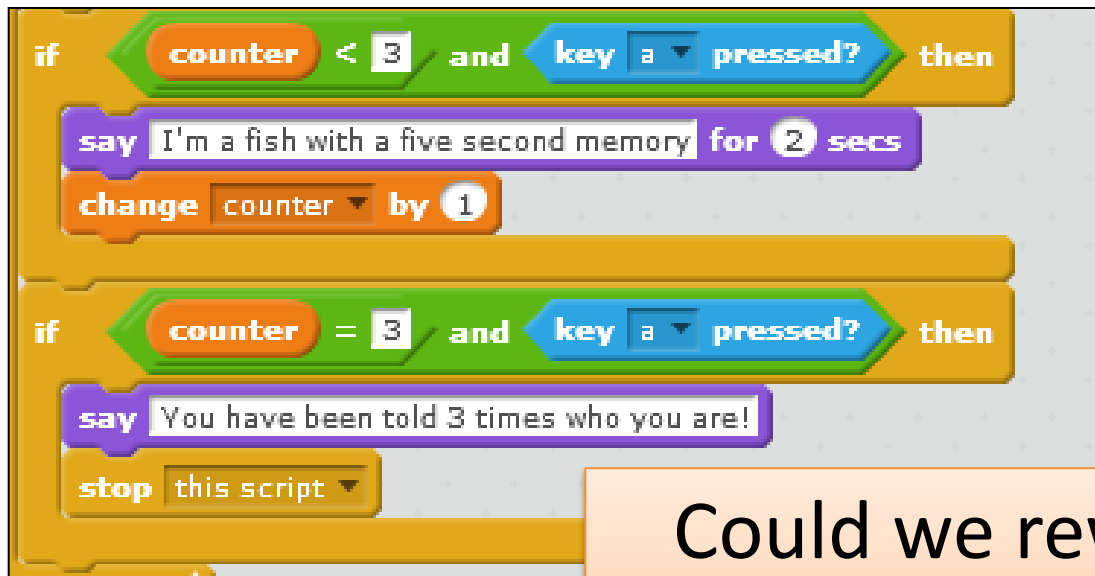 if counter < 3 and key a pressed? then
say I'm a fish with a five second memory for 2 secs
change counter by 1
if counter = 3 and key a pressed? then
say You have been told 3 times who you are!
stop this script
Could we